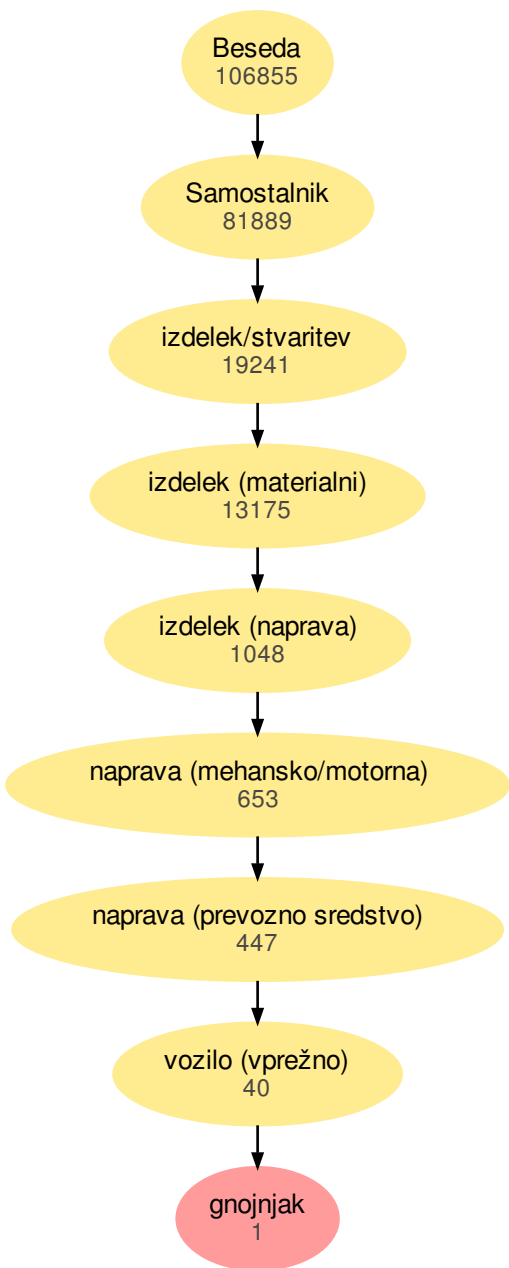 Beseda
106855
Samostalnik
81889
izdelek/stvaritev
19241
izdelek (materialni)
13175
izdelek (naprava)
1048
naprava (mehansko/motorna)
653
naprava (prevozno sredstvo)
447
vozilo (vprežno)
40
gnojnjak
1